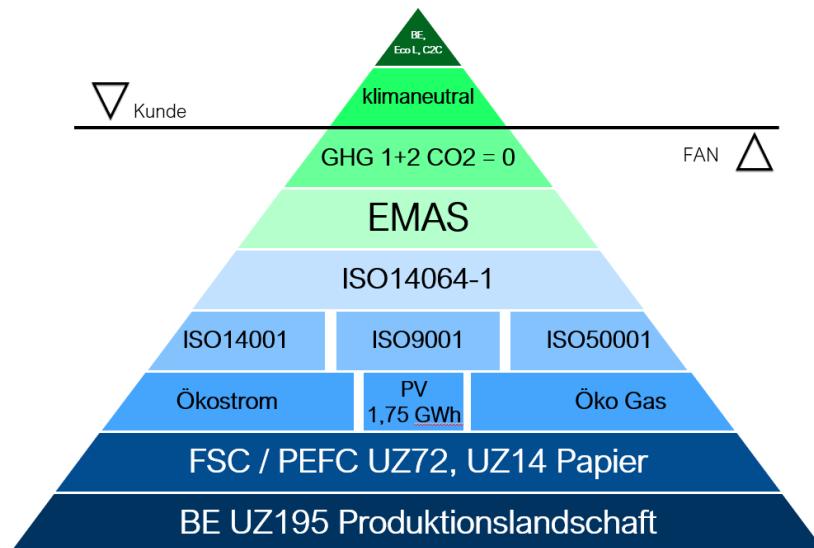 BE,
Eco L, C2C
klimaneutral
Kunde
GHG 1+2 CO2 = 0
FAN
EMAS
ISO14064-1
ISO14001 ISO9001 ISO50001
Ökostrom
PV
1,75 GWh
Öko Gas
FSC / PEFC UZ72, UZ14 Papier
BE UZ195 Produktionslandschaft